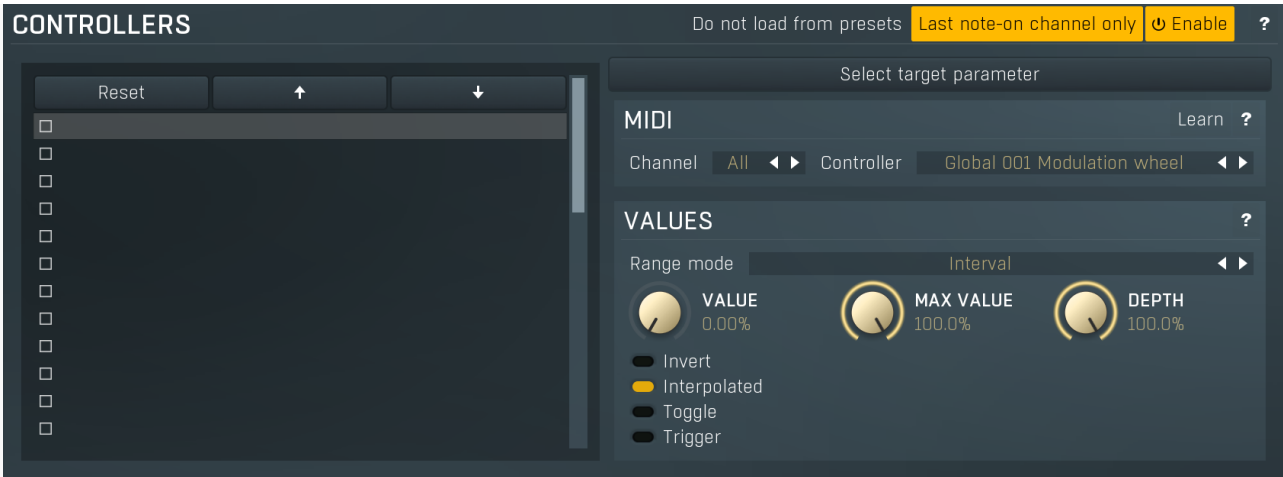 CONTROLLERS
Do not load from presets Last note-on channel only Enable ?
Reset
Select target parameter
MIDI Learn ?
Channel All Controller Global 001 Modulation wheel
VALUES ?
Range mode Interval
VALUE
0.00%
MAX VALUE
100.0%
DEPTH
100.0%
Invert
Interpolated
Toggle
Trigger